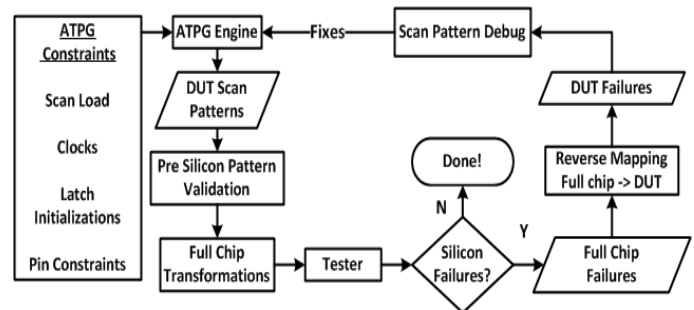 ATPG
Constraints
Scan Load
Clocks
Latch
Initializations
Pin Constraints
ATPG Engine
Fixes
Scan Pattern Debug
DUT Scan
Patterns
DUT Failures
Pre Silicon Pattern
Validation
Done!
Reverse Mapping
Full chip -> DUT
N
Y
Full Chip
Transformations
Tester
Silicon
Failures?
Full Chip
Failures